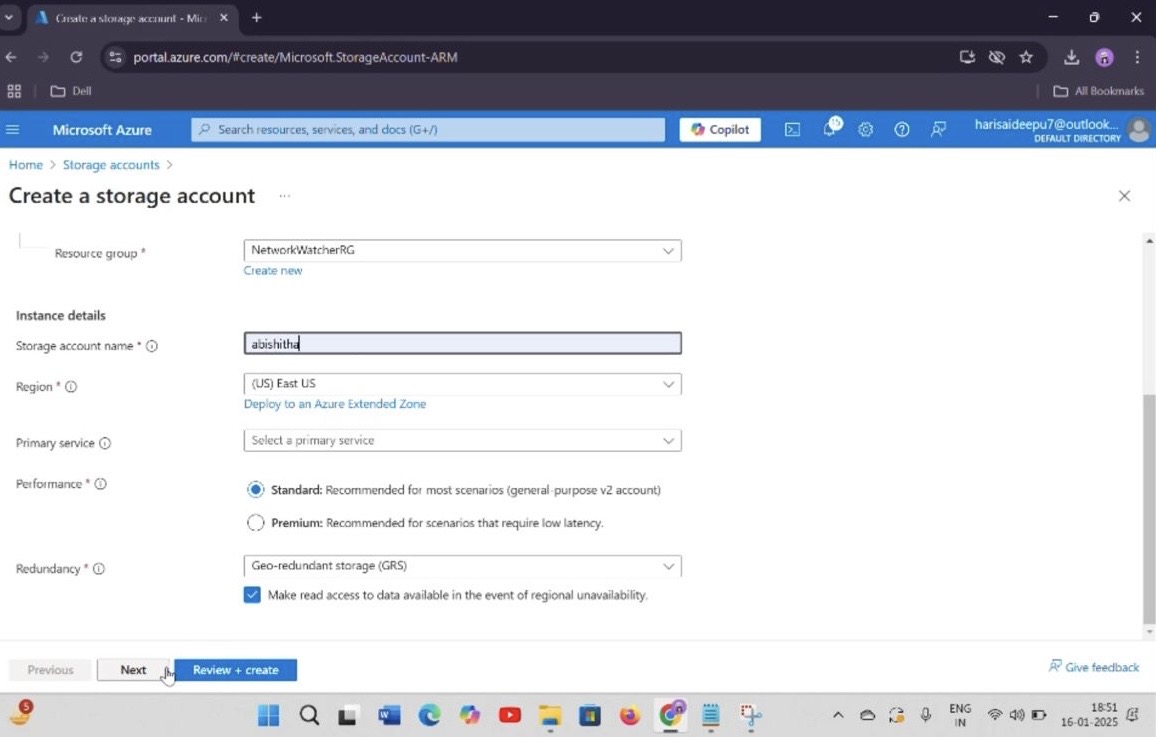 Create a storage account - Mic
portal.azure.com/#create/Microsoft.StorageAccount-ARM
Dell
All Bookmarks
Microsoft Azure
Search resources, services, and docs (G+/)
Copilot
15
harisaideepu7@outlook...
DEFAULT DIRECTORY
Home > Storage accounts >
Create a storage account ...
Resource group *
NetworkWatcherRG
Create new
Instance details
Storage account name *
abishitha
Region *
(US) East US
Deploy to an Azure Extended Zone
Primary service
Select a primary service
Performance *
Standard: Recommended for most scenarios (general-purpose v2 account)
Premium: Recommended for scenarios that require low latency.
Redundancy *
Geo-redundant storage (GRS)
Make read access to data available in the event of regional unavailability.
Previous
Next
Review + create
Give feedback
5
ENG
IN
18:51
16-01-2025